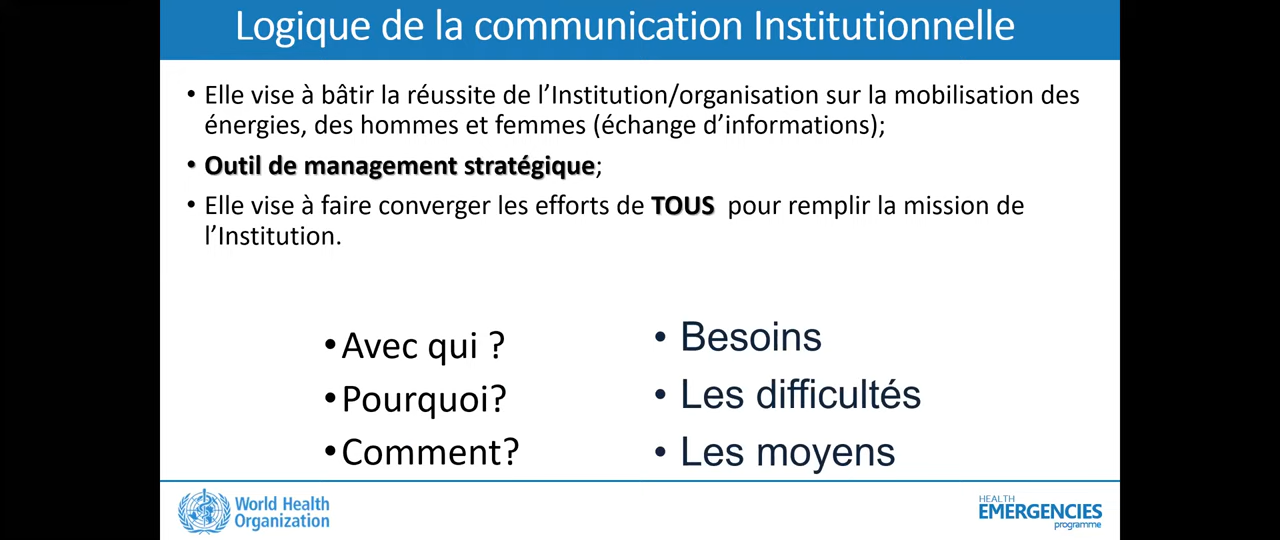 Logique de la communication Institutionnelle
• Elle vise à bâtir la réussite de l’Institution/organisation sur la mobilisation des
énergies, des hommes et femmes (échange d’informations);
• Outil de management stratégique;
• Elle vise à faire converger les efforts de TOUS pour remplir la mission de
l’Institution.
• Avec qui ?
• Pourquoi?
• Comment?
• Besoins
• Les difficultés
• Les moyens
World Health
Organization
HEALTH
EMERGENCIES
programme